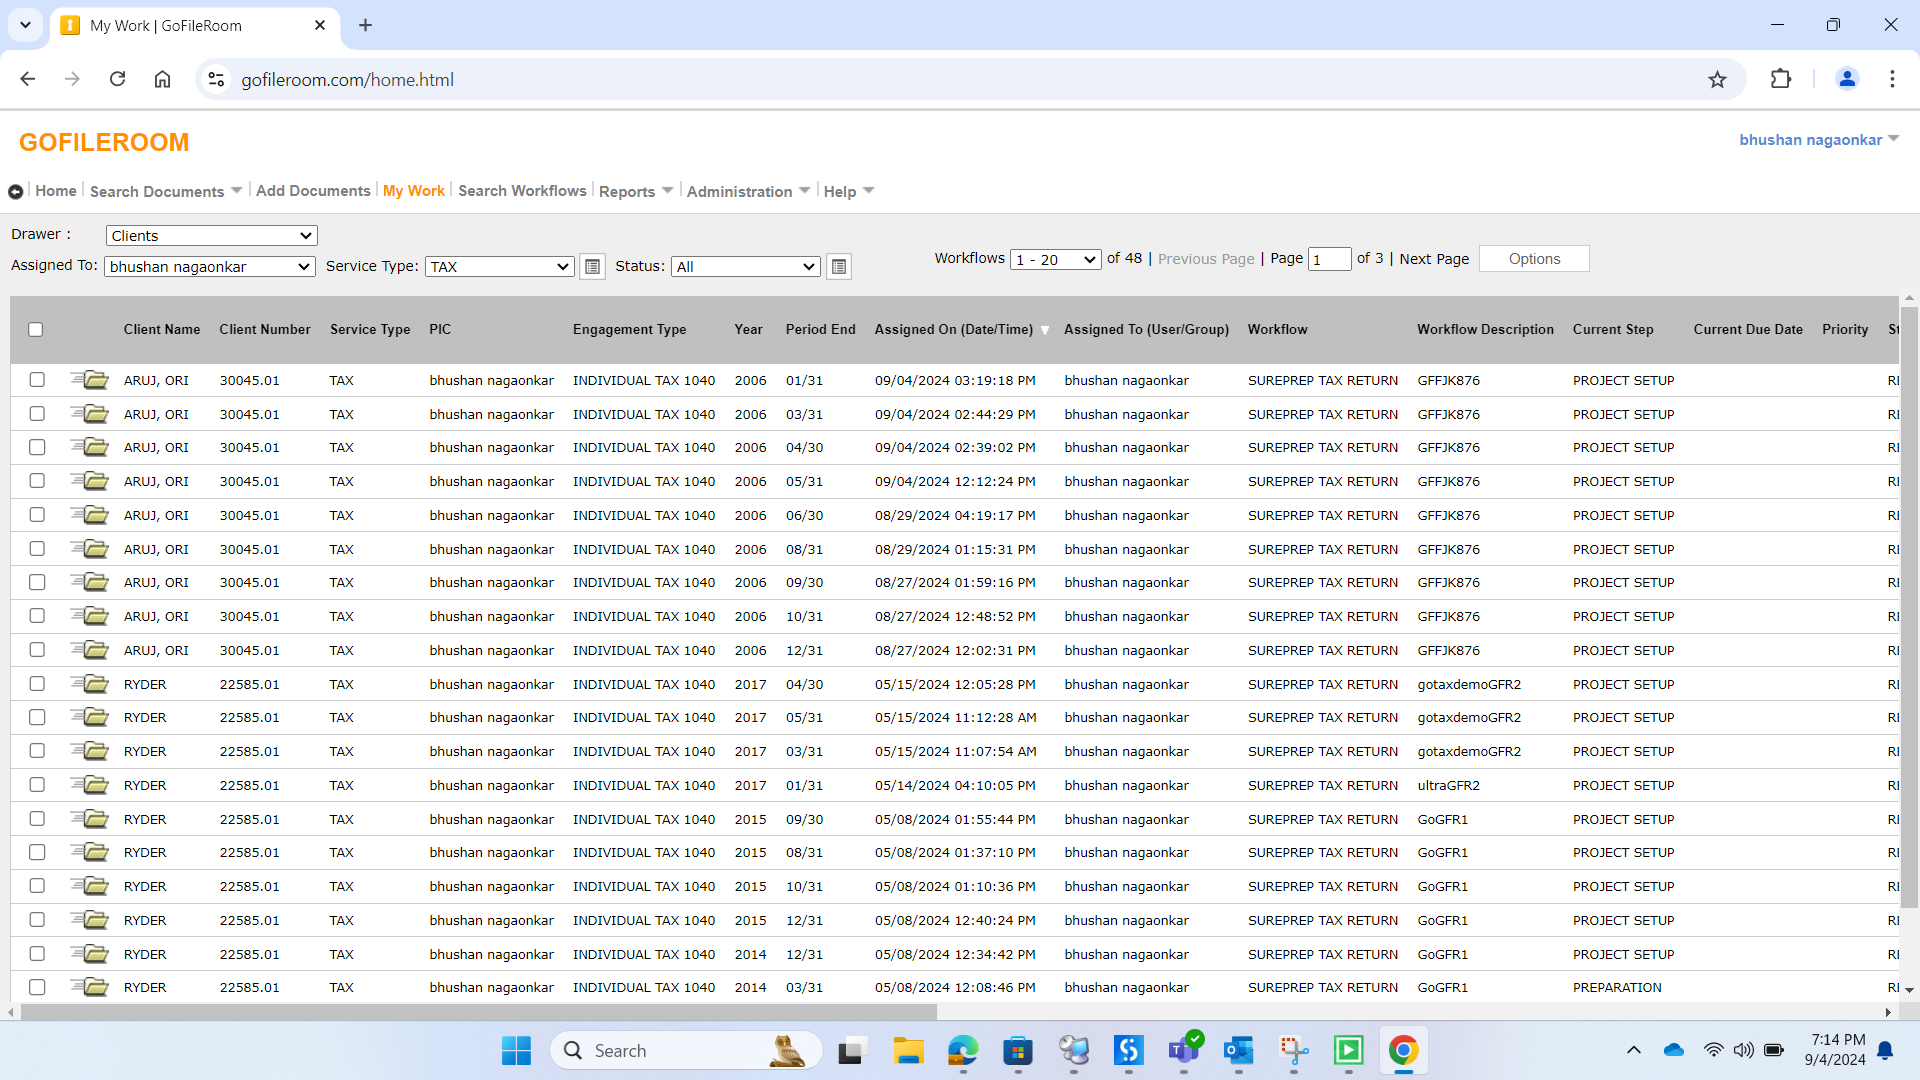 My Work | GoFileRoom
gofileroom.com/home.html
GOFILEROOM
bhushan nagaonkar
Home Search Documents Add Documents My Work Search Workflows Reports Administration Help
Drawer : Clients
Assigned To: bhushan nagaonkar Service Type: TAX Status: All Workflows 1 - 20 of 48 | Previous Page | Page 1 of 3 | Next Page Options
Client Name Client Number Service Type PIC Engagement Type Year Period End Assigned On (Date/Time) Assigned To (User/Group) Workflow Workflow Description Current Step Current Due Date Priority St
ARUJ, ORI 30045.01 TAX bhushan nagaonkar INDIVIDUAL TAX 1040 2006 01/31 09/04/2024 03:19:18 PM bhushan nagaonkar SUREPREP TAX RETURN GFFJK876 PROJECT SETUP RI
ARUJ, ORI 30045.01 TAX bhushan nagaonkar INDIVIDUAL TAX 1040 2006 03/31 09/04/2024 02:44:29 PM bhushan nagaonkar SUREPREP TAX RETURN GFFJK876 PROJECT SETUP RI
ARUJ, ORI 30045.01 TAX bhushan nagaonkar INDIVIDUAL TAX 1040 2006 04/30 09/04/2024 02:39:02 PM bhushan nagaonkar SUREPREP TAX RETURN GFFJK876 PROJECT SETUP RI
ARUJ, ORI 30045.01 TAX bhushan nagaonkar INDIVIDUAL TAX 1040 2006 05/31 09/04/2024 12:12:24 PM bhushan nagaonkar SUREPREP TAX RETURN GFFJK876 PROJECT SETUP RI
ARUJ, ORI 30045.01 TAX bhushan nagaonkar INDIVIDUAL TAX 1040 2006 06/30 08/29/2024 04:19:17 PM bhushan nagaonkar SUREPREP TAX RETURN GFFJK876 PROJECT SETUP RI
ARUJ, ORI 30045.01 TAX bhushan nagaonkar INDIVIDUAL TAX 1040 2006 08/31 08/29/2024 01:15:31 PM bhushan nagaonkar SUREPREP TAX RETURN GFFJK876 PROJECT SETUP RI
ARUJ, ORI 30045.01 TAX bhushan nagaonkar INDIVIDUAL TAX 1040 2006 09/30 08/27/2024 01:59:16 PM bhushan nagaonkar SUREPREP TAX RETURN GFFJK876 PROJECT SETUP RI
ARUJ, ORI 30045.01 TAX bhushan nagaonkar INDIVIDUAL TAX 1040 2006 10/31 08/27/2024 12:48:52 PM bhushan nagaonkar SUREPREP TAX RETURN GFFJK876 PROJECT SETUP RI
ARUJ, ORI 30045.01 TAX bhushan nagaonkar INDIVIDUAL TAX 1040 2006 12/31 08/27/2024 12:02:31 PM bhushan nagaonkar SUREPREP TAX RETURN GFFJK876 PROJECT SETUP RI
RYDER 22585.01 TAX bhushan nagaonkar INDIVIDUAL TAX 1040 2017 04/30 05/15/2024 12:05:28 PM bhushan nagaonkar SUREPREP TAX RETURN gotaxdemoGFR2 PROJECT SETUP RI
RYDER 22585.01 TAX bhushan nagaonkar INDIVIDUAL TAX 1040 2017 05/31 05/15/2024 11:12:28 AM bhushan nagaonkar SUREPREP TAX RETURN gotaxdemoGFR2 PROJECT SETUP RI
RYDER 22585.01 TAX bhushan nagaonkar INDIVIDUAL TAX 1040 2017 03/31 05/15/2024 11:07:54 AM bhushan nagaonkar SUREPREP TAX RETURN gotaxdemoGFR2 PROJECT SETUP RI
RYDER 22585.01 TAX bhushan nagaonkar INDIVIDUAL TAX 1040 2017 01/31 05/14/2024 04:10:05 PM bhushan nagaonkar SUREPREP TAX RETURN ultraGFR2 PROJECT SETUP RI
RYDER 22585.01 TAX bhushan nagaonkar INDIVIDUAL TAX 1040 2015 09/30 05/08/2024 01:55:44 PM bhushan nagaonkar SUREPREP TAX RETURN GoGFR1 PROJECT SETUP RI
RYDER 22585.01 TAX bhushan nagaonkar INDIVIDUAL TAX 1040 2015 08/31 05/08/2024 01:37:10 PM bhushan nagaonkar SUREPREP TAX RETURN GoGFR1 PROJECT SETUP RI
RYDER 22585.01 TAX bhushan nagaonkar INDIVIDUAL TAX 1040 2015 10/31 05/08/2024 01:10:36 PM bhushan nagaonkar SUREPREP TAX RETURN GoGFR1 PROJECT SETUP RI
RYDER 22585.01 TAX bhushan nagaonkar INDIVIDUAL TAX 1040 2015 12/31 05/08/2024 12:40:24 PM bhushan nagaonkar SUREPREP TAX RETURN GoGFR1 PROJECT SETUP RI
RYDER 22585.01 TAX bhushan nagaonkar INDIVIDUAL TAX 1040 2014 12/31 05/08/2024 12:34:42 PM bhushan nagaonkar SUREPREP TAX RETURN GoGFR1 PROJECT SETUP RI
RYDER 22585.01 TAX bhushan nagaonkar INDIVIDUAL TAX 1040 2014 03/31 05/08/2024 12:08:46 PM bhushan nagaonkar SUREPREP TAX RETURN GoGFR1 PREPARATION RI
Search
7:14 PM
9/4/2024